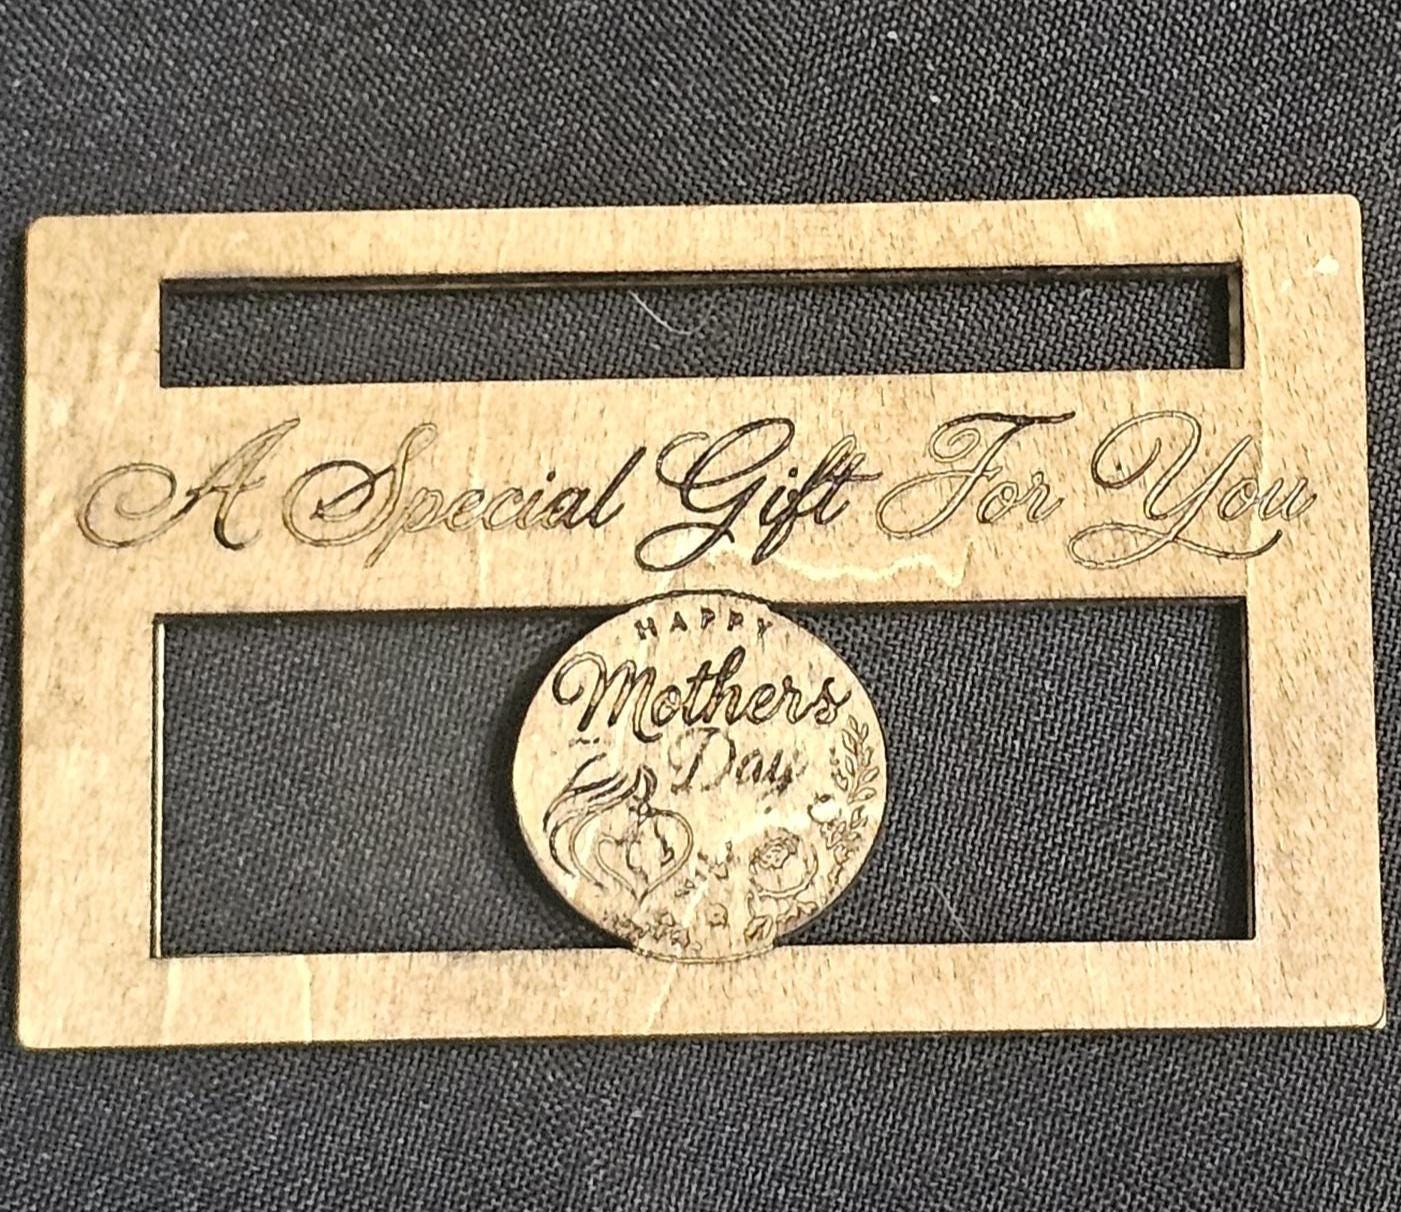 A Special Gift For You
HAPPY
Mothers
Day